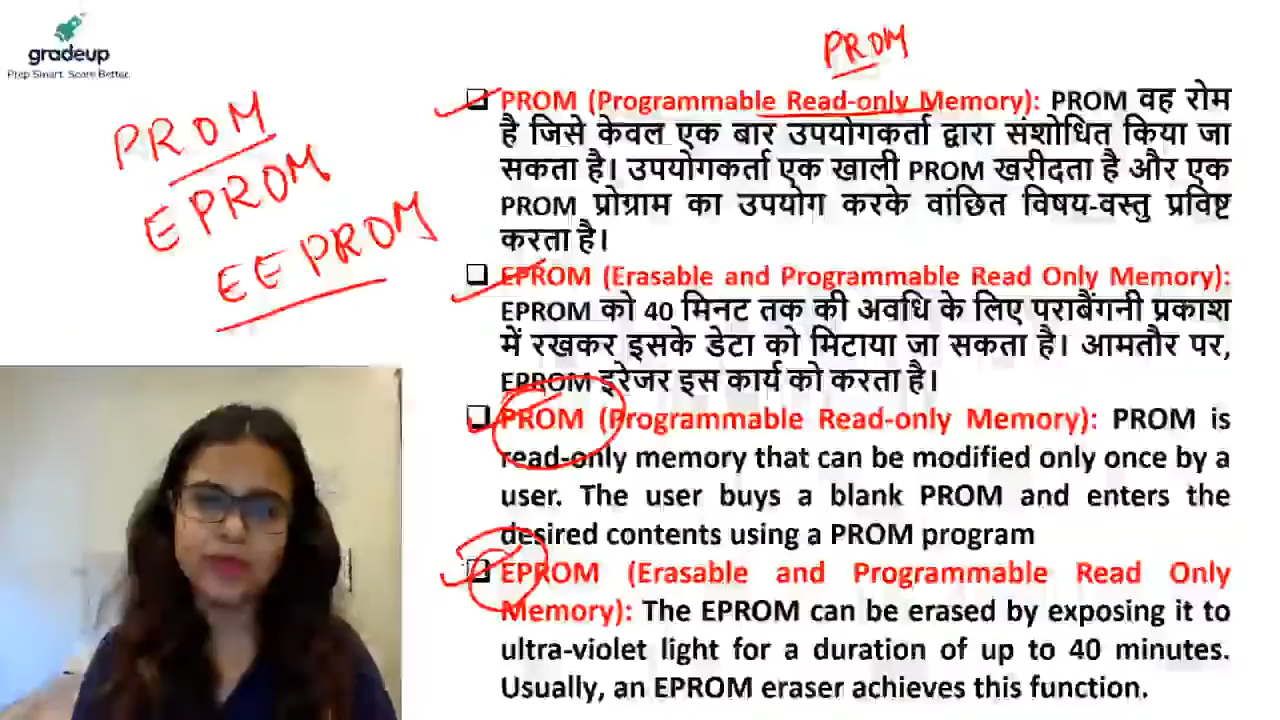 gradeup
Prep Smart. Score Better.
PROM
PROM
EPROM
EEPROM
PROM (Programmable Read-only Memory): PROM वह रोम
है जिसे केवल एक बार उपयोगकर्ता द्वारा संशोधित किया जा
सकता है। उपयोगकर्ता एक खाली PROM खरीदता है और एक
PROM प्रोग्राम का उपयोग करके वांछित विषय-वस्तु प्रविष्ट
करता है।
EPROM (Erasable and Programmable Read Only Memory):
EPROM को 40 मिनट तक की अवधि के लिए पराबैंगनी प्रकाश
में रखकर इसके डेटा को मिटाया जा सकता है। आमतौर पर,
EPROM इरेजर इस कार्य को करता है।
PROM (Programmable Read-only Memory): PROM is
read-only memory that can be modified only once by a
user. The user buys a blank PROM and enters the
desired contents using a PROM program
EPROM (Erasable and Programmable Read Only
Memory): The EPROM can be erased by exposing it to
ultra-violet light for a duration of up to 40 minutes.
Usually, an EPROM eraser achieves this function.